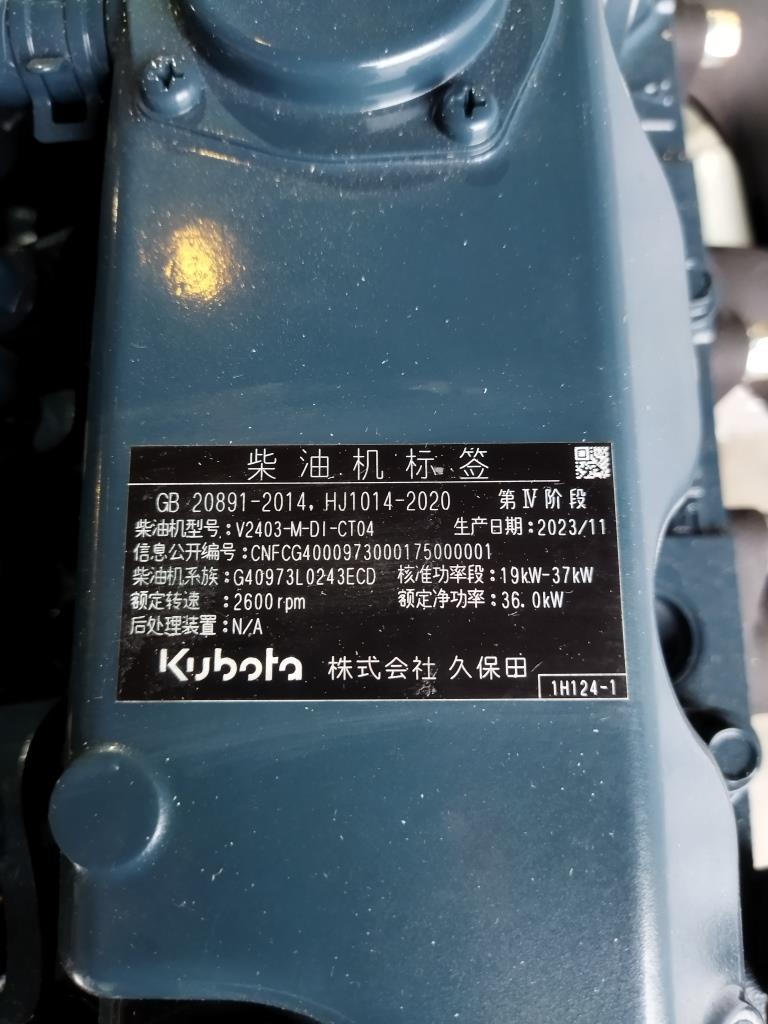 柴油机标签
GB 20891-2014, HJ1014-2020 第Ⅳ阶段
柴油机型号:V2403-M-DI-CT04 生产日期:2023/11
信息公开编号:CNFCG4000973000175000001
柴油机系族:G40973L0243ECD 核准功率段:19kW-37kW
额定转速:2600rpm 额定净功率:36.0kW
后处理装置:N/A
Kubota 株式会社 久保田
1H124-1